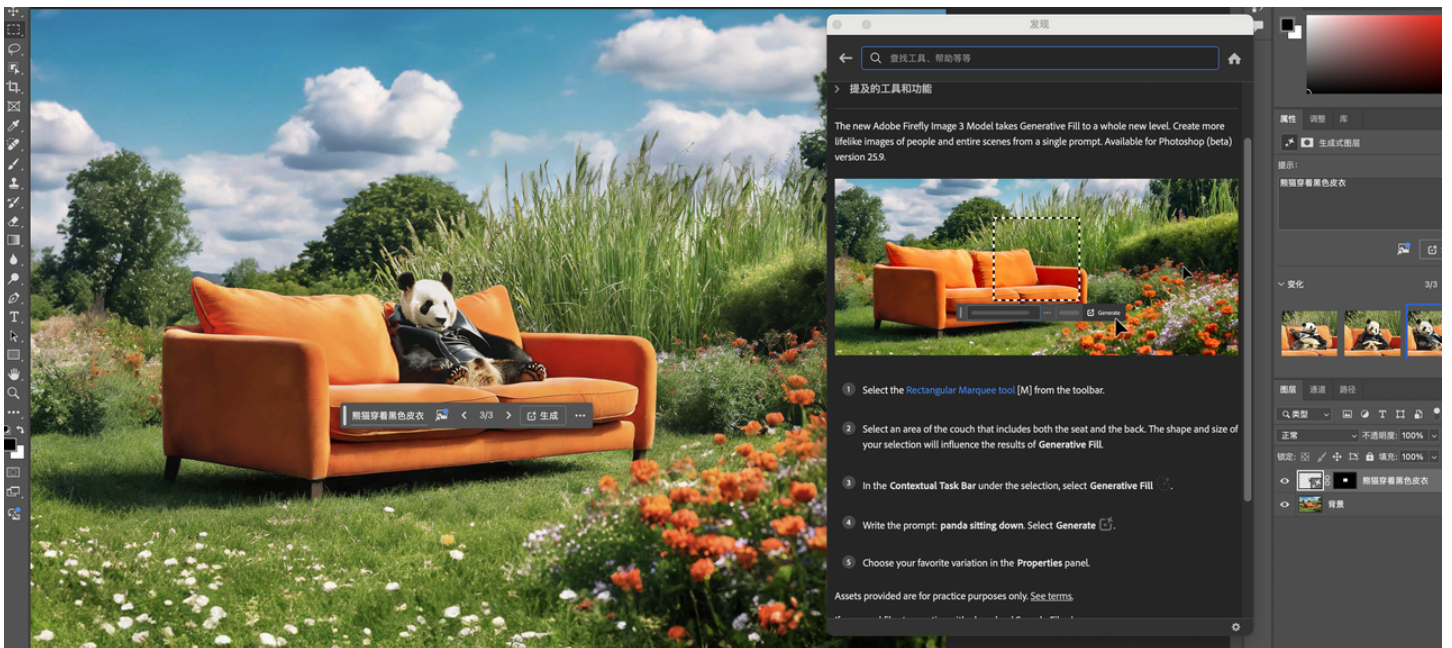 发现
查找工具、帮助等等
提及的工具和功能
The new Adobe Firefly Image 3 Model takes Generative Fill to a whole new level. Create more
lifelike images of people and entire scenes from a single prompt. Available for Photoshop (beta)
version 25.9.
Generate
1 Select the Rectangular Marquee tool [M] from the toolbar.
2 Select an area of the couch that includes both the seat and the back. The shape and size of
your selection will influence the results of Generative Fill.
3 In the Contextual Task Bar under the selection, select Generative Fill .
4 Write the prompt: panda sitting down. Select Generate .
5 Choose your favorite variation in the Properties panel.
Assets provided are for practice purposes only. See terms.
熊猫穿着黑色皮衣 3/3 生成
属性 调整 库
生成式图层
提示:
熊猫穿着黑色皮衣
变化 3/3
图层 通道 路径
类型
正常 不透明度: 100%
锁定: 填充: 100%
熊猫穿着黑色皮衣
背景